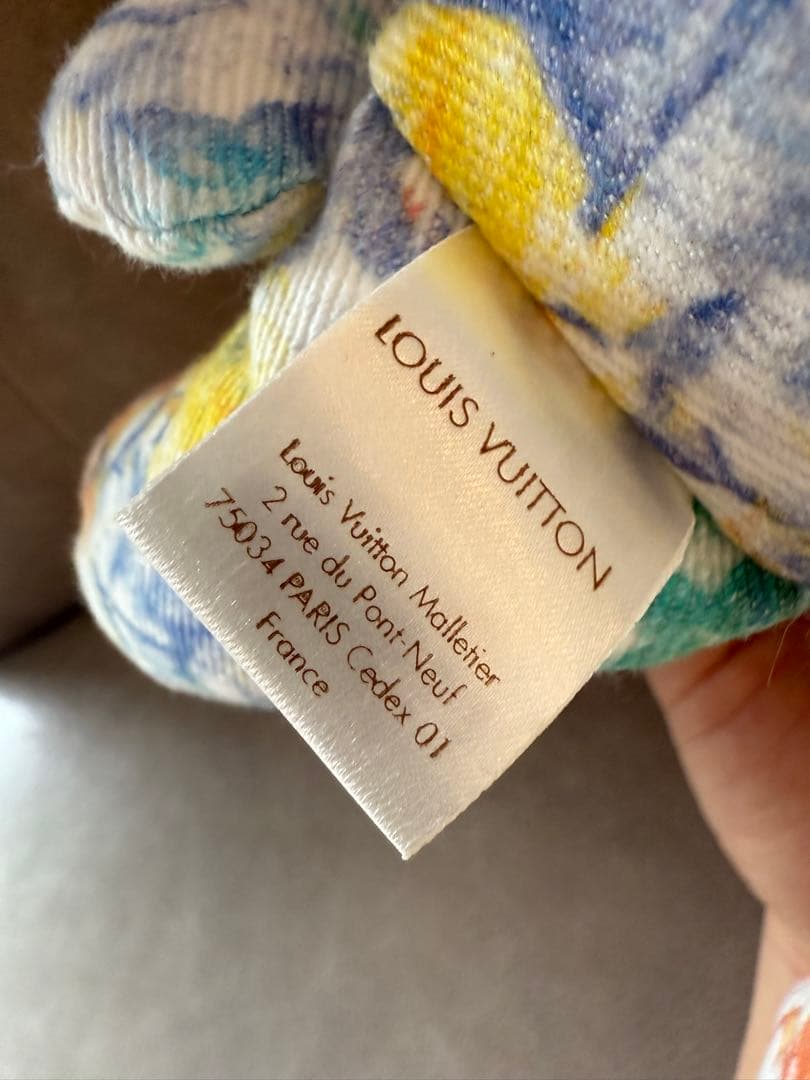 LOUIS VUITTON
Louis Vuitton Malletier
2 rue du Pont-Neuf
75034 PARIS Cedex 01
France